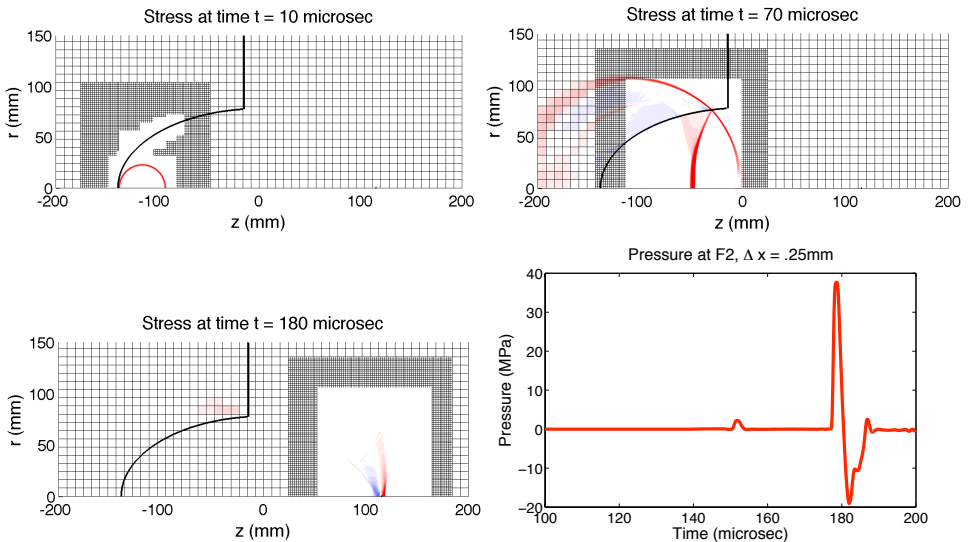 Stress at time t = 10 microsec
150
100
50
0
r (mm)
-200 -100 0 100 200
z (mm)
Stress at time t = 70 microsec
150
100
50
0
r (mm)
-200 -100 0 100 200
z (mm)
Stress at time t = 180 microsec
150
100
50
0
r (mm)
-200 -100 0 100 200
z (mm)
Pressure at F2, Δ x = .25mm
40
30
20
10
0
-10
-20
Pressure (MPa)
100 120 140 160 180 200
Time (microsec)